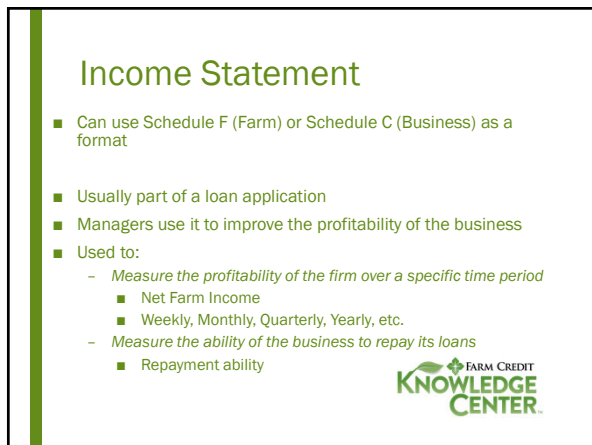 Income Statement
■ Can use Schedule F (Farm) or Schedule C (Business) as a
format
■ Usually part of a loan application
■ Managers use it to improve the profitability of the business
■ Used to:
– Measure the profitability of the firm over a specific time period
■ Net Farm Income
■ Weekly, Monthly, Quarterly, Yearly, etc.
– Measure the ability of the business to repay its loans
■ Repayment ability
FARM CREDIT
KNOWLEDGE
CENTER